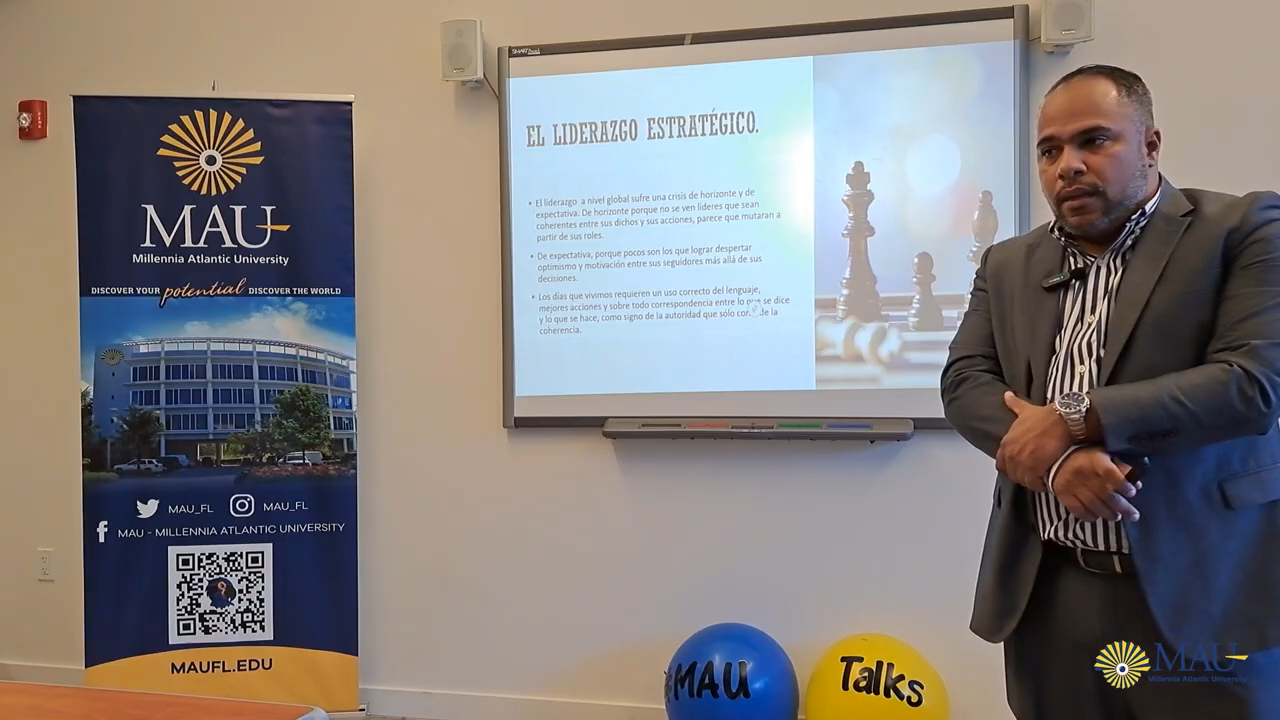 MAU
Millennia Atlantic University
DISCOVER YOUR potential DISCOVER THE WORLD
MAU_FL MAU_FL
MAU - MILLENNIA ATLANTIC UNIVERSITY
MAUFL.EDU
SMART Board
EL LIDERAZGO ESTRATÉGICO.
• El liderazgo a nivel global sufre una crisis de horizonte y de
expectativa. De horizonte porque no se ven líderes que sean
coherentes entre sus dichos y sus acciones, parece que mutaran a
partir de sus roles.
• De expectativa, porque pocos son los que lograr despertar
optimismo y motivación entre sus seguidores más allá de sus
decisiones.
• Los días que vivimos requieren un uso correcto del lenguaje,
mejores acciones y sobre todo correspondencia entre lo que se dice
y lo que se hace, como signo de la autoridad que sólo de la
coherencia.
MAU
Talks
MAU
Millennia Atlantic University